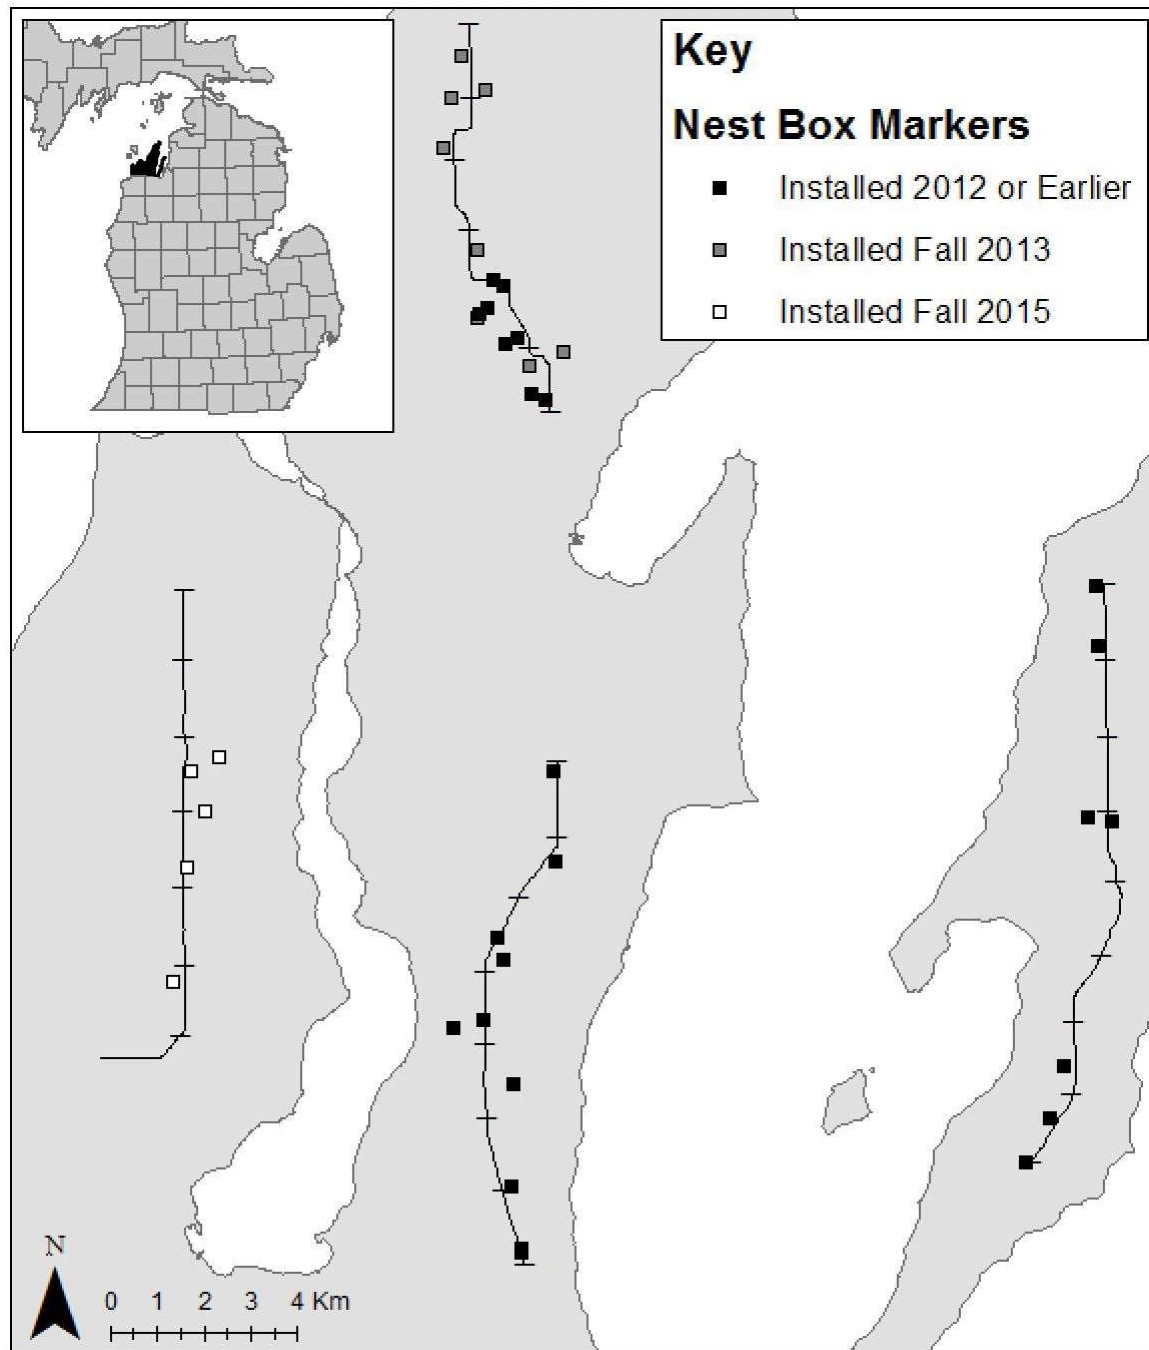 Key
Nest Box Markers
Installed 2012 or Earlier
Installed Fall 2013
Installed Fall 2015
N
0 1 2 3 4 Km